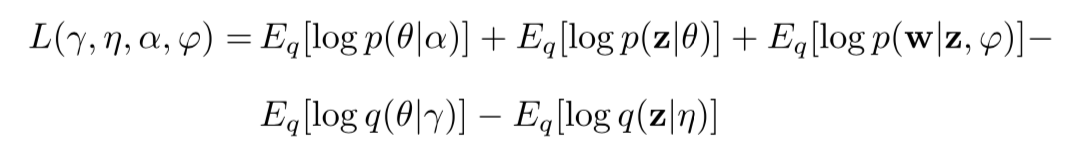 L(γ, η, α, φ) = E_q[log p(θ|α)] + E_q[log p(𝐳|θ)] + E_q[log p(𝐰|𝐳, φ)]−
E_q[log q(θ|γ)] − E_q[log q(𝐳|η)]